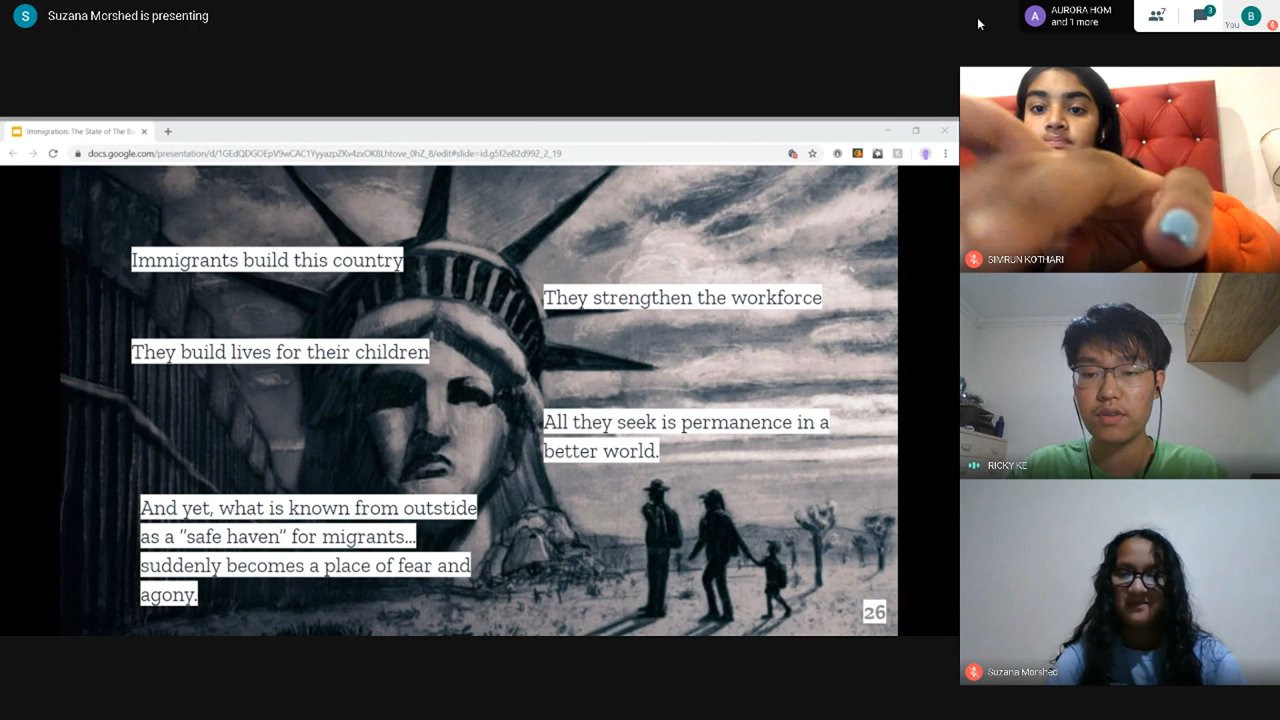 S
Suzana Morshed is presenting
A
AURORA HOM
and 1 more
7
3
You
B
Immigration: The State of The Ba
docs.google.com/presentation/d/1GEdQDGOEpV9wCAC1YyyazpZKv4zxOK8Lhtove_0hZ_8/edit#slide=id.g5f2e82d992_2_19
Immigrants build this country
They strengthen the workforce
They build lives for their children
All they seek is permanence in a
better world.
And yet, what is known from outstide
as a "safe haven" for migrants...
suddenly becomes a place of fear and
agony.
26
SIMRUN KOTHARI
RICKY KE
Suzana Morshed